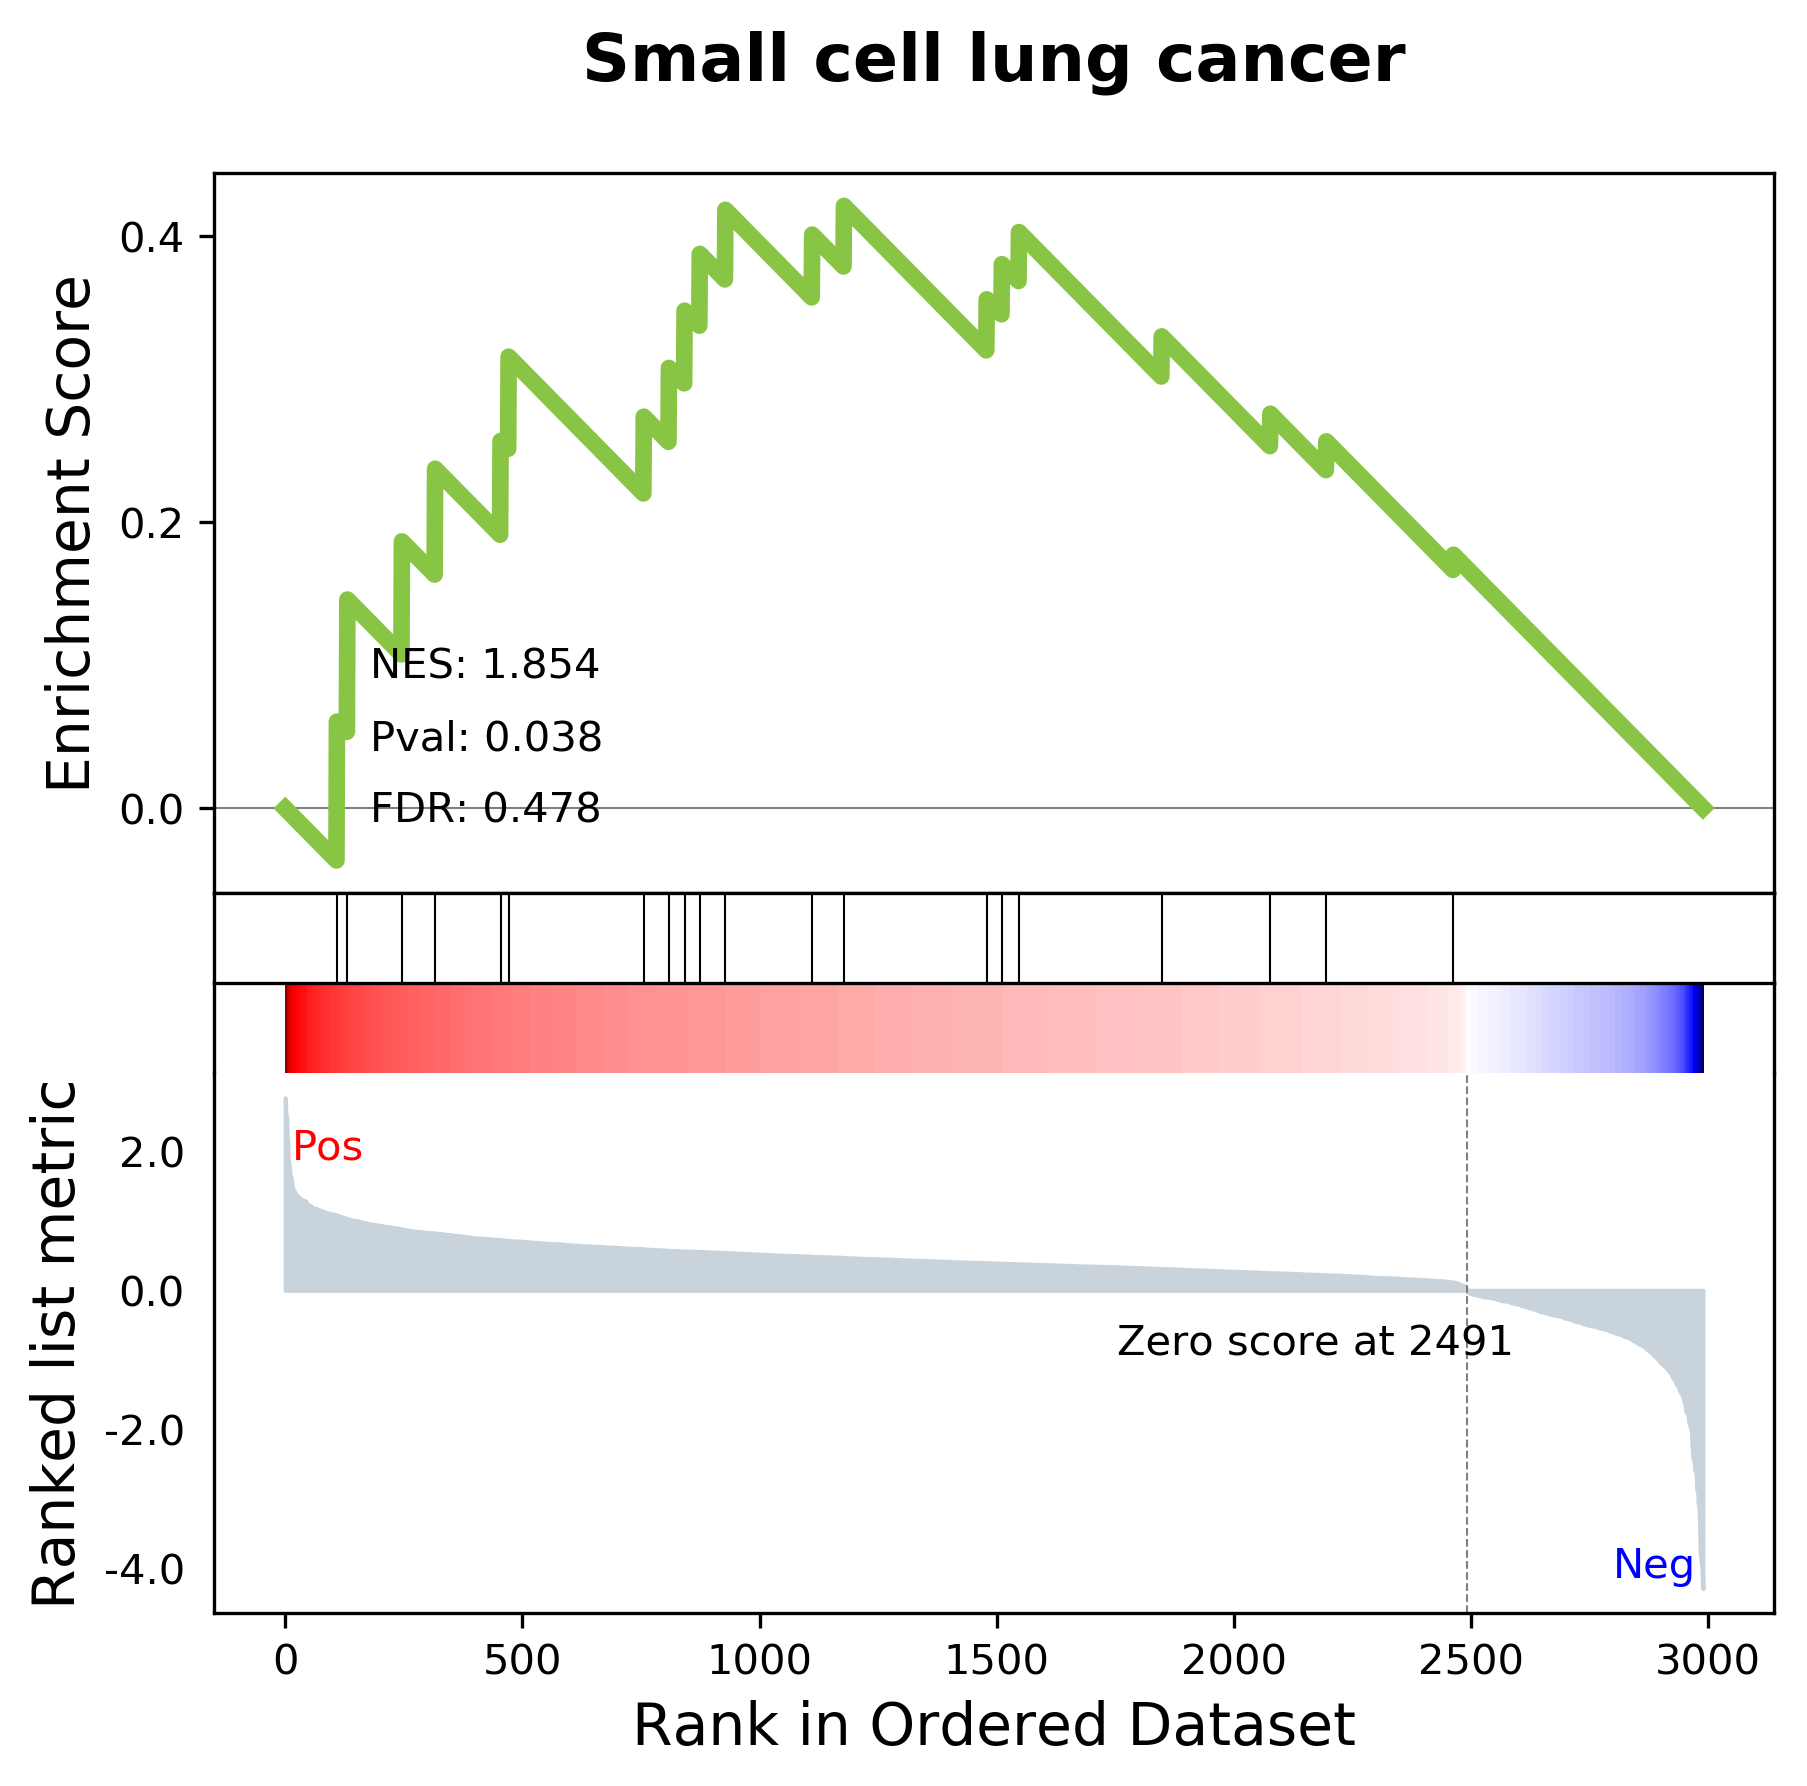 Small cell lung cancer
Enrichment Score
0.4
0.2
0.0
NES: 1.854
Pval: 0.038
FDR: 0.478
Ranked list metric
2.0
0.0
-2.0
-4.0
Pos
Zero score at 2491
Neg
0 500 1000 1500 2000 2500 3000
Rank in Ordered Dataset